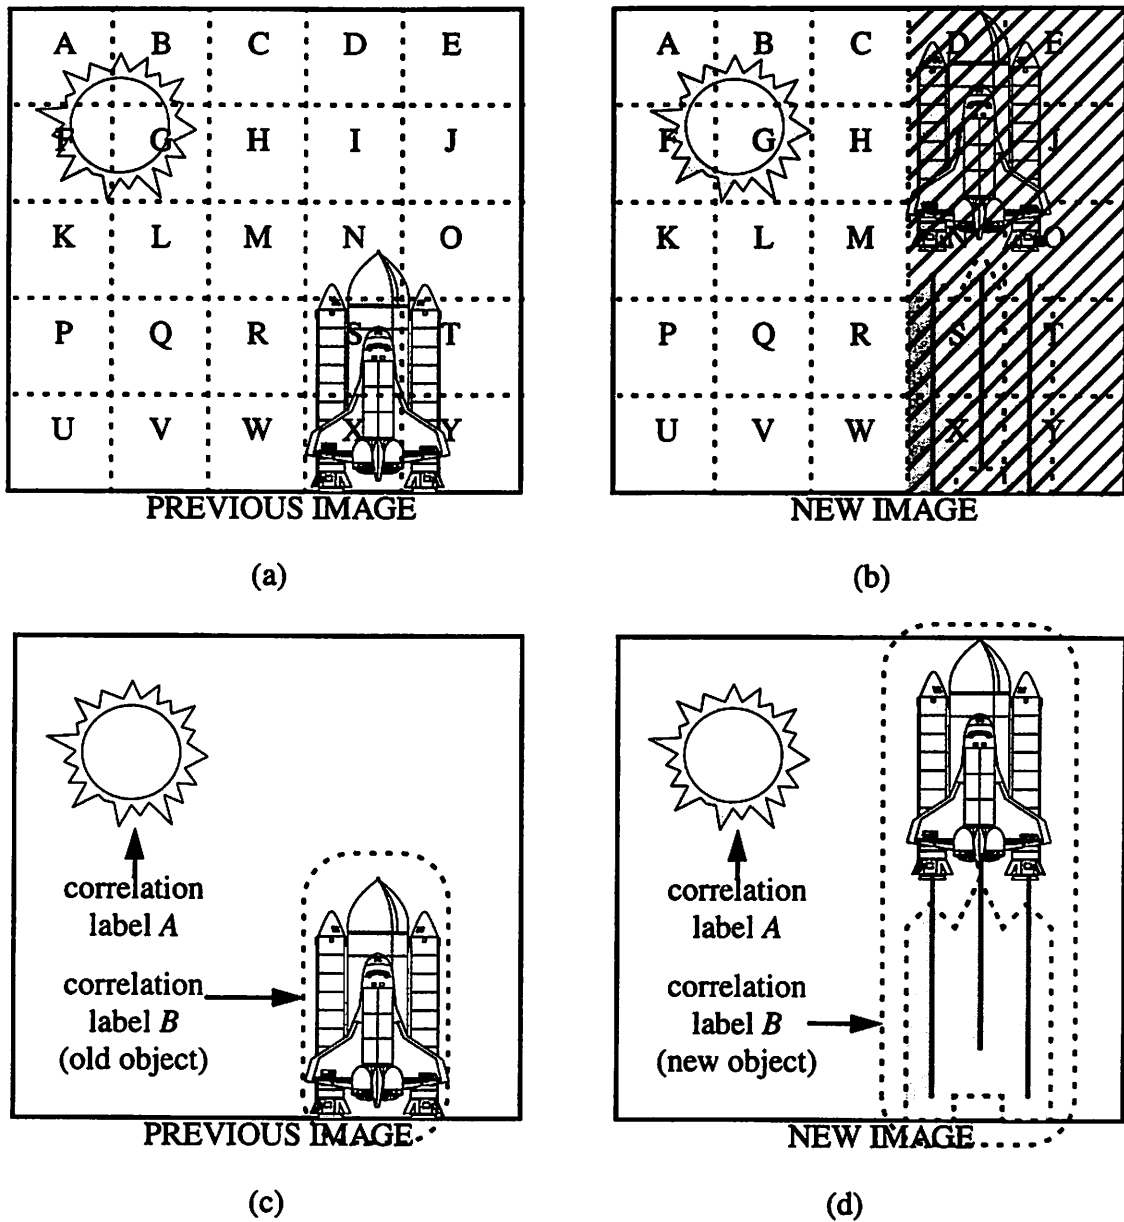 A B C D E
F G H I J
K L M N O
P Q R S T
U V W X Y
PREVIOUS IMAGE
(a)
A B C D E
F G H I J
K L M N O
P Q R S T
U V W X Y
NEW IMAGE
(b)
correlation
label A
correlation
label B
(old object)
PREVIOUS IMAGE
(c)
correlation
label A
correlation
label B
(new object)
NEW IMAGE
(d)